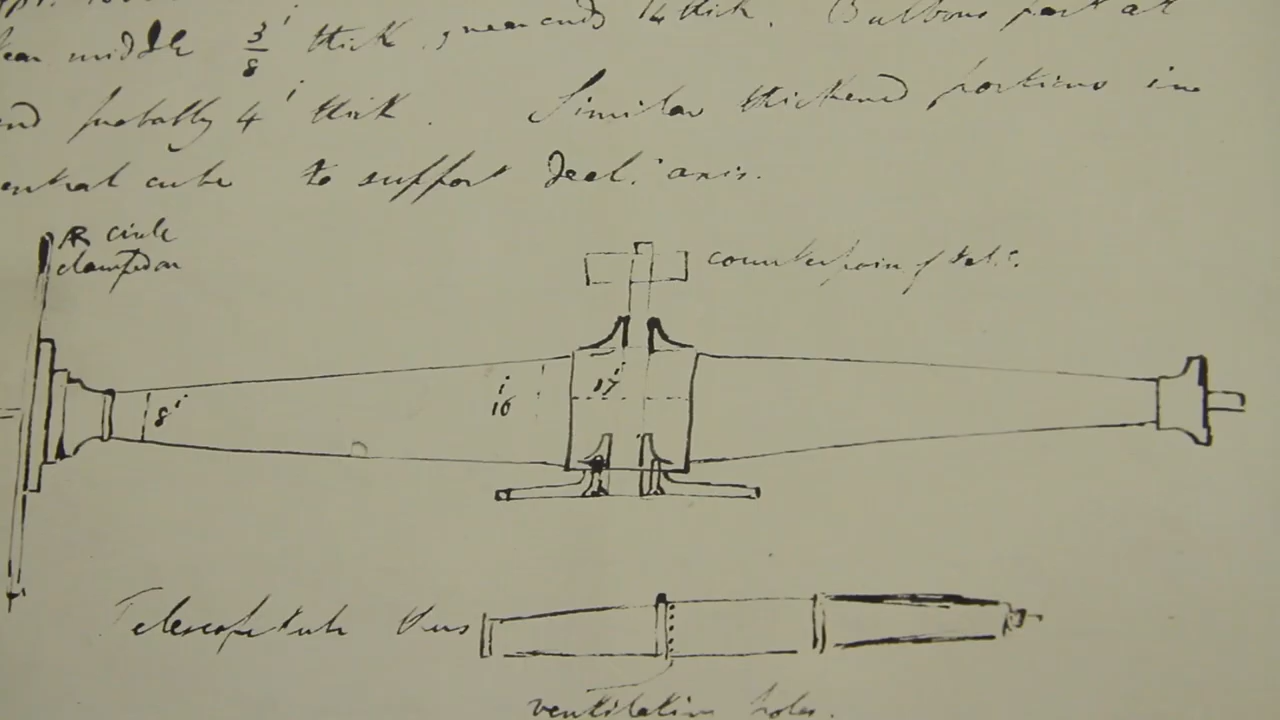 near middle 3/8 i thick, near ends 1/4 thick. Bulbous part at
end probably 4 i thick. Similar thickened portions in
central cube to support decl. axis.
AR circle
clamped on
counterpoise of tel.
17 i
i
16
8 i
Telescope tube thus
ventilation holes.